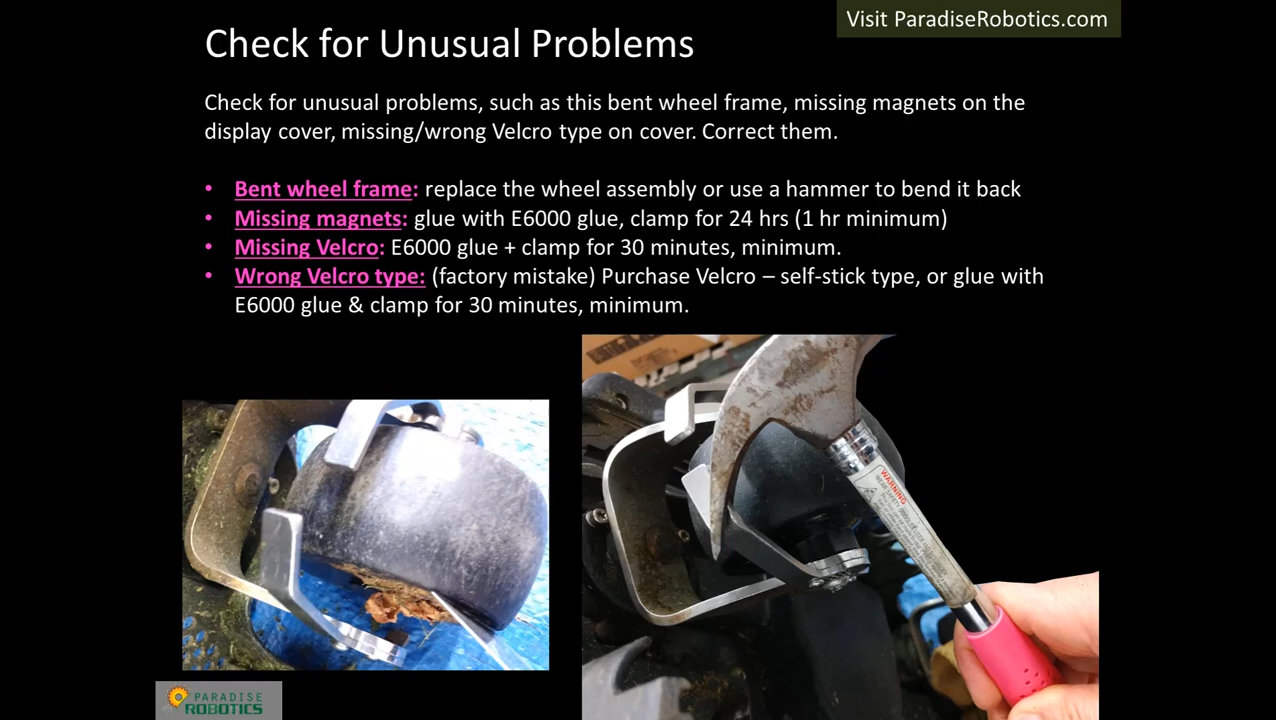 Visit ParadiseRobotics.com
Check for Unusual Problems
Check for unusual problems, such as this bent wheel frame, missing magnets on the
display cover, missing/wrong Velcro type on cover. Correct them.
• Bent wheel frame: replace the wheel assembly or use a hammer to bend it back
• Missing magnets: glue with E6000 glue, clamp for 24 hrs (1 hr minimum)
• Missing Velcro: E6000 glue + clamp for 30 minutes, minimum.
• Wrong Velcro type: (factory mistake) Purchase Velcro – self-stick type, or glue with
E6000 glue & clamp for 30 minutes, minimum.
WARNING
PARADISE
ROBOTICS